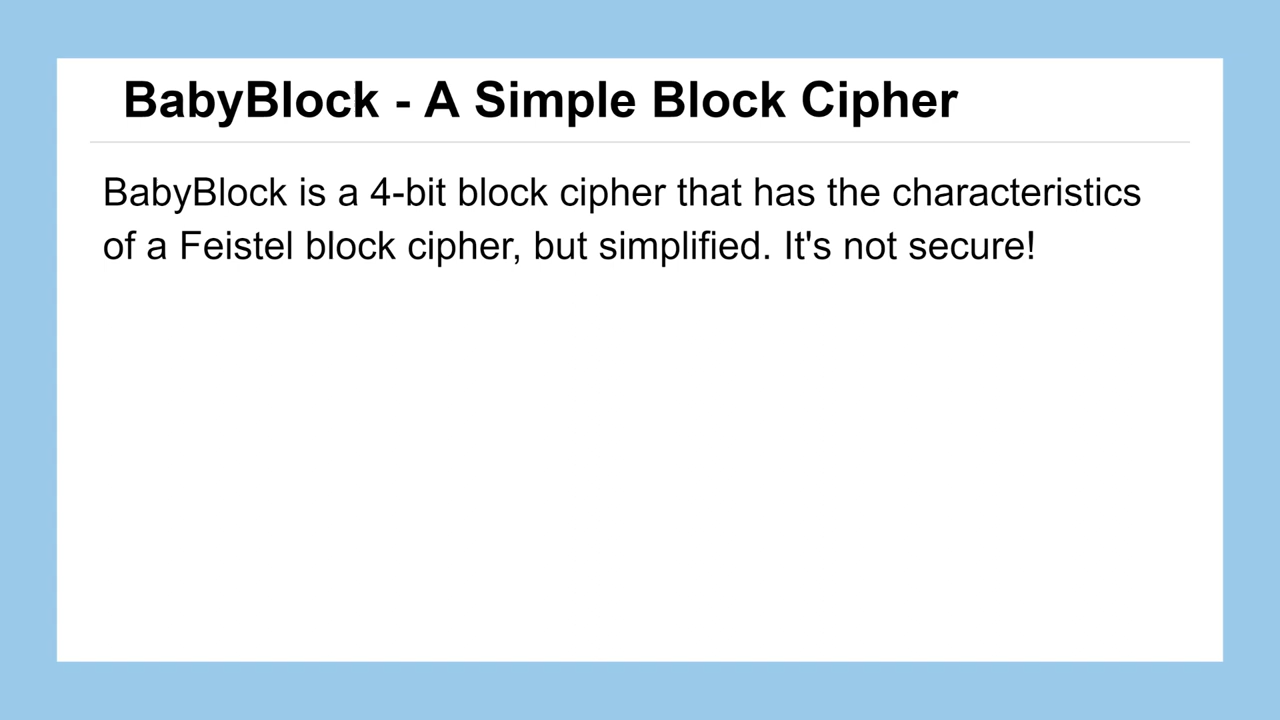 BabyBlock - A Simple Block Cipher
BabyBlock is a 4-bit block cipher that has the characteristics
of a Feistel block cipher, but simplified. It's not secure!